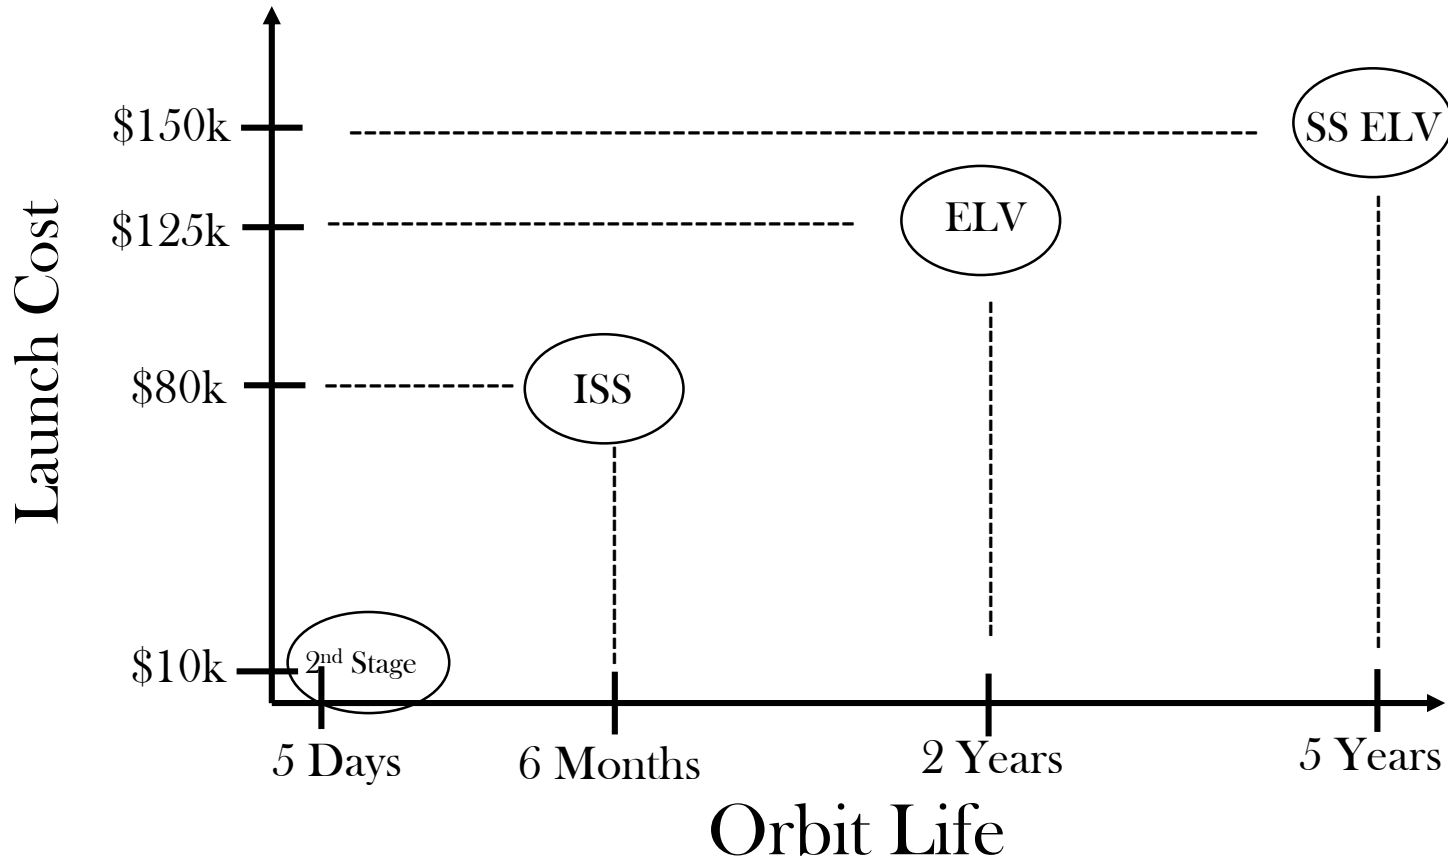 $150k
SS ELV
$125k
ELV
Launch Cost
$80k
ISS
$10k
2nd Stage
5 Days
6 Months
2 Years
5 Years
Orbit Life